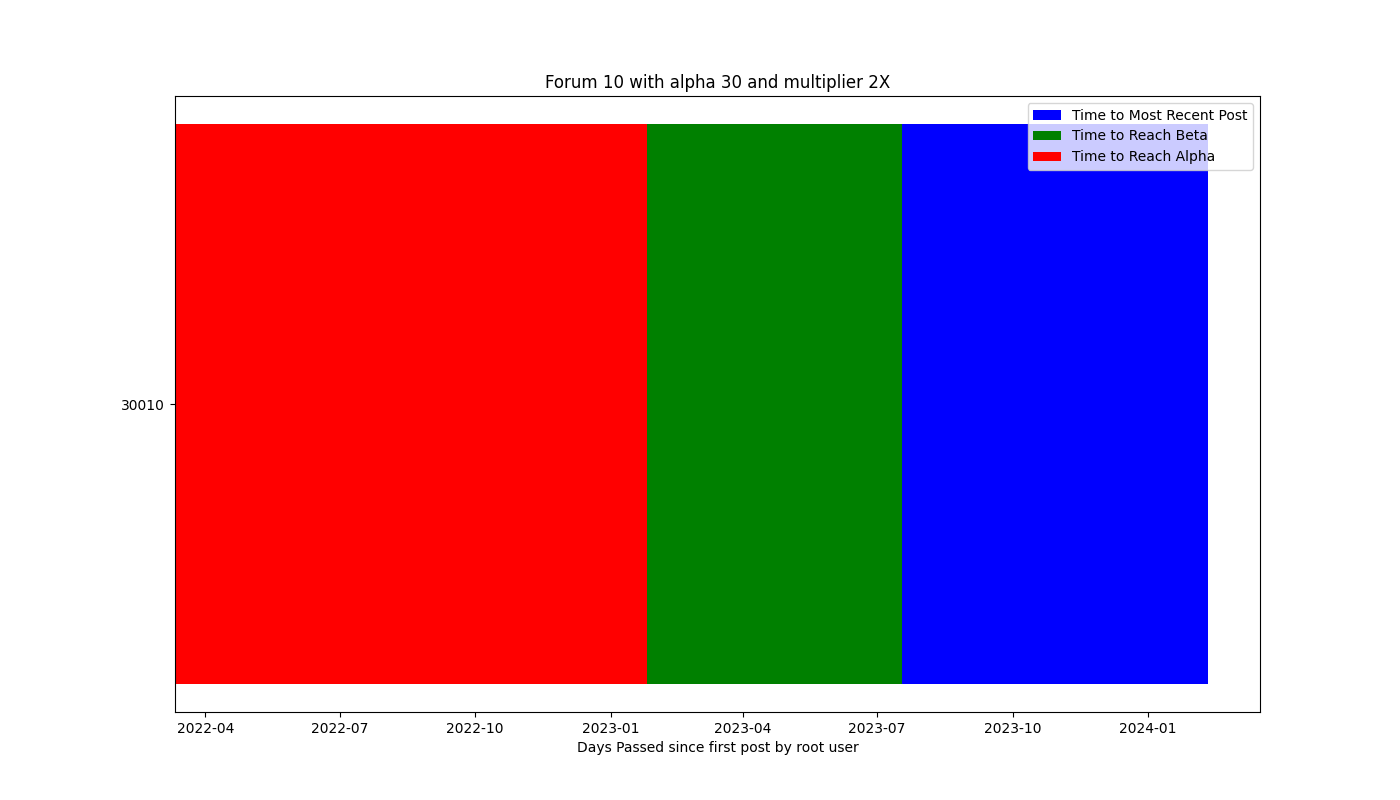 Forum 10 with alpha 30 and multiplier 2X
Time to Most Recent Post
Time to Reach Beta
Time to Reach Alpha
30010
2022-04 2022-07 2022-10 2023-01 2023-04 2023-07 2023-10 2024-01
Days Passed since first post by root user